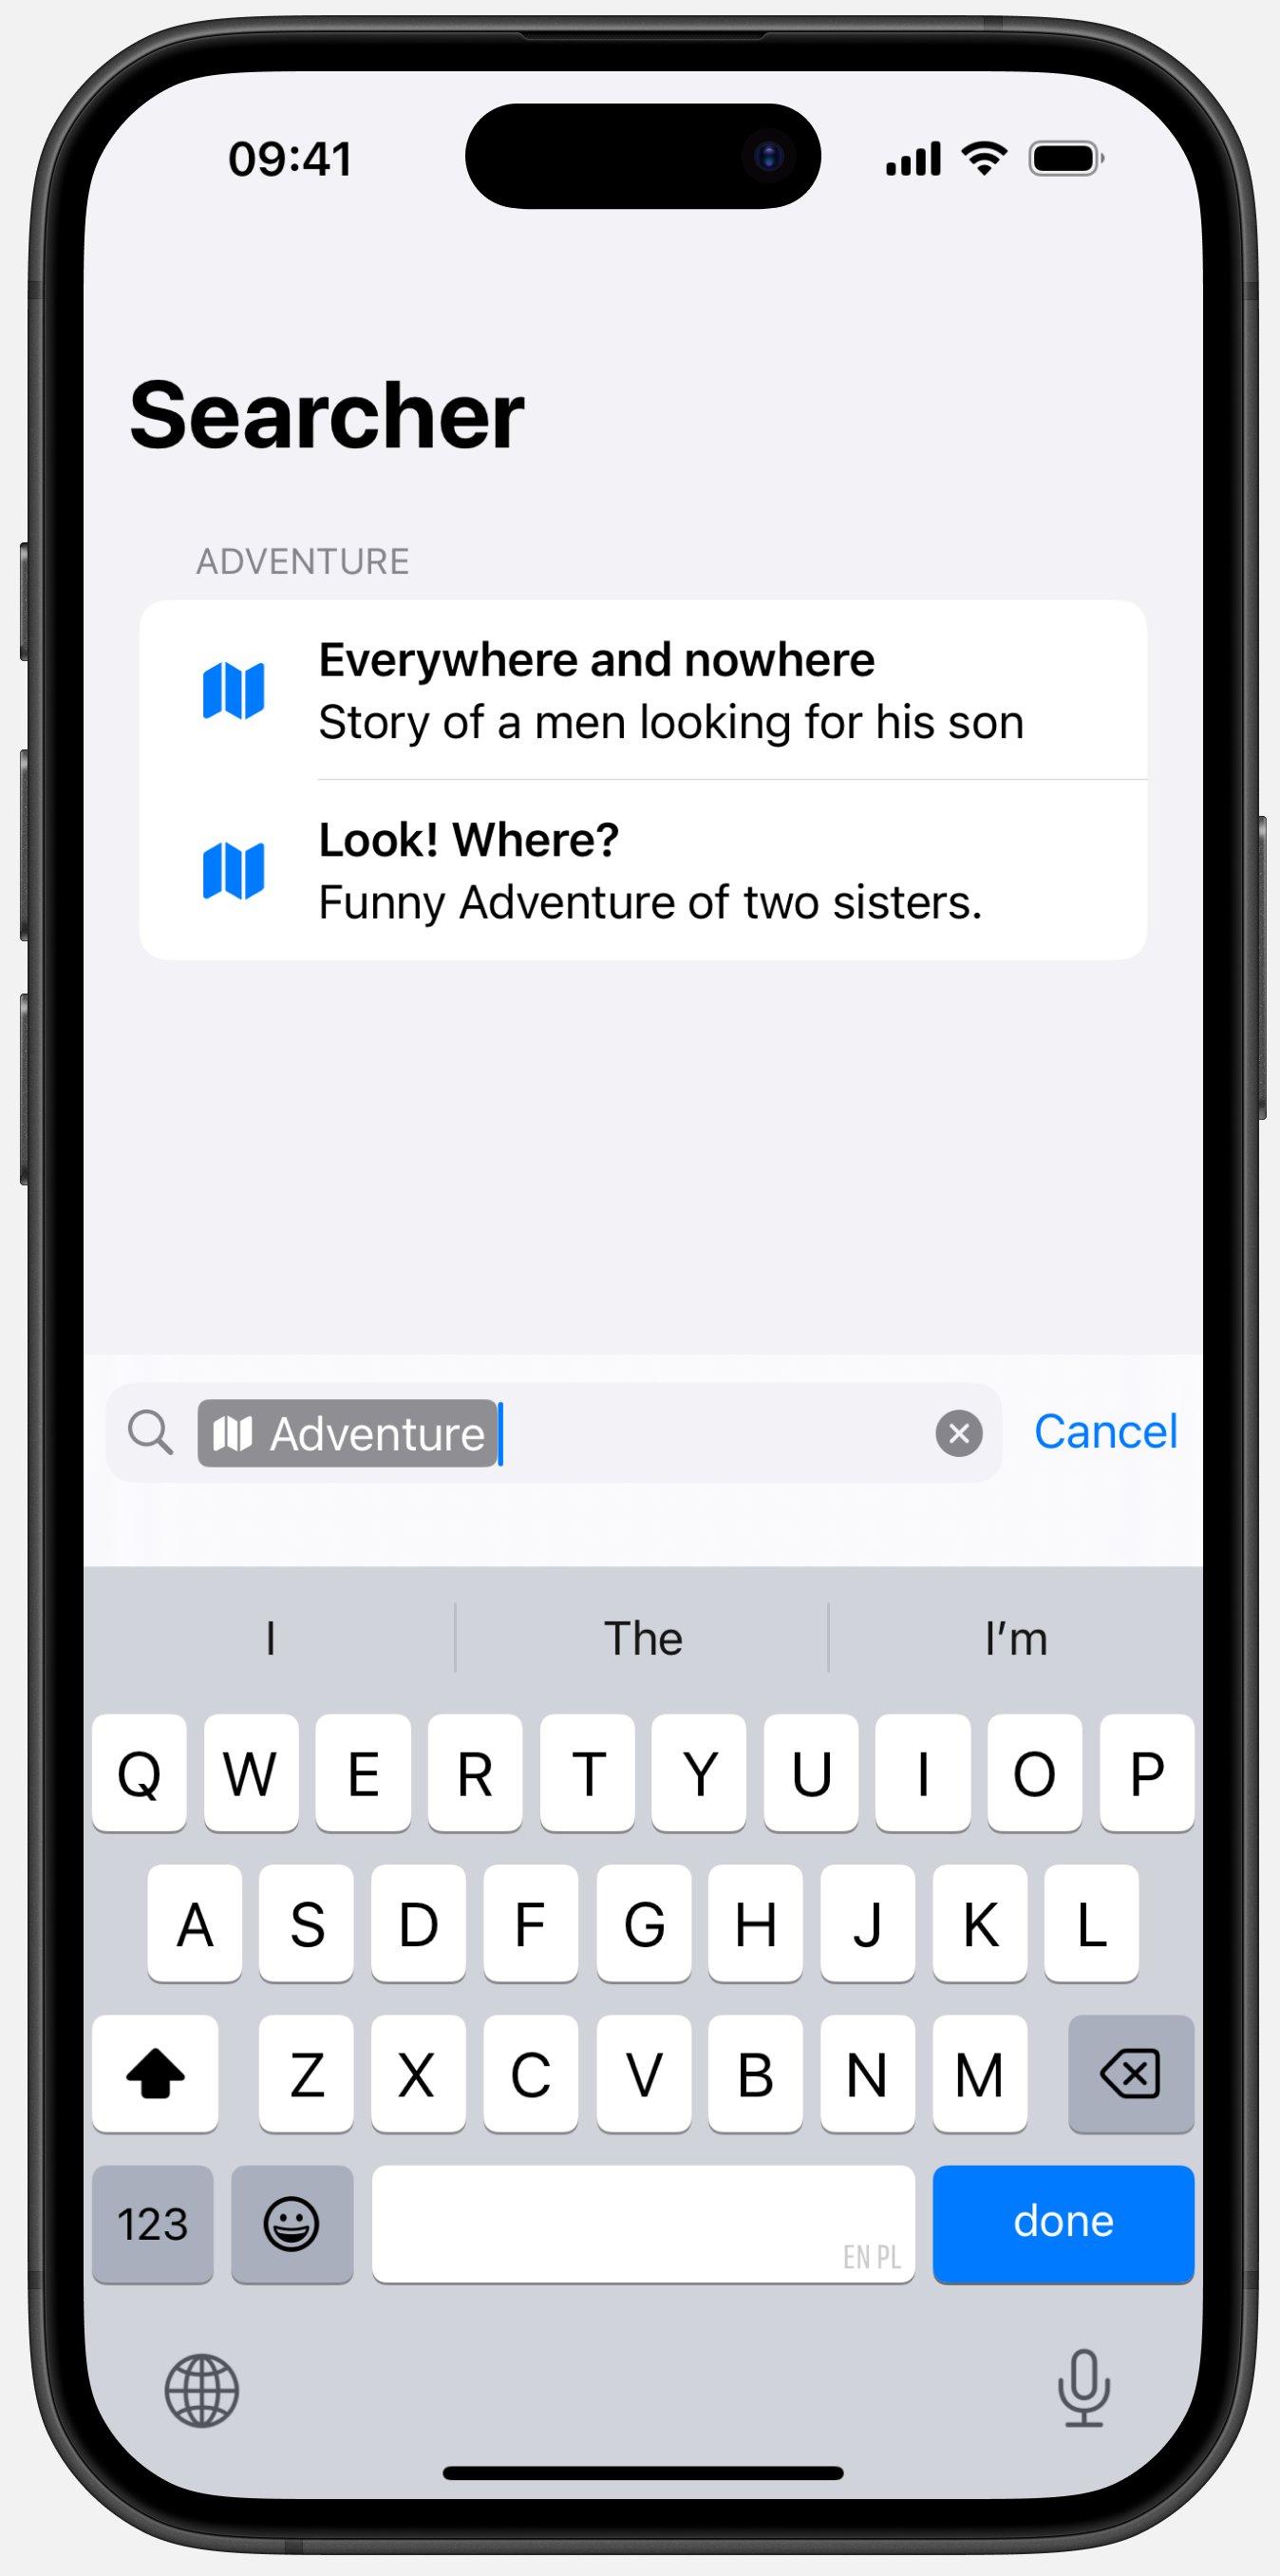 09:41
Searcher
ADVENTURE
Everywhere and nowhere
Story of a men looking for his son
Look! Where?
Funny Adventure of two sisters.
Adventure Cancel
I The I’m
Q W E R T Y U I O P
A S D F G H J K L
Z X C V B N M
123 EN PL done